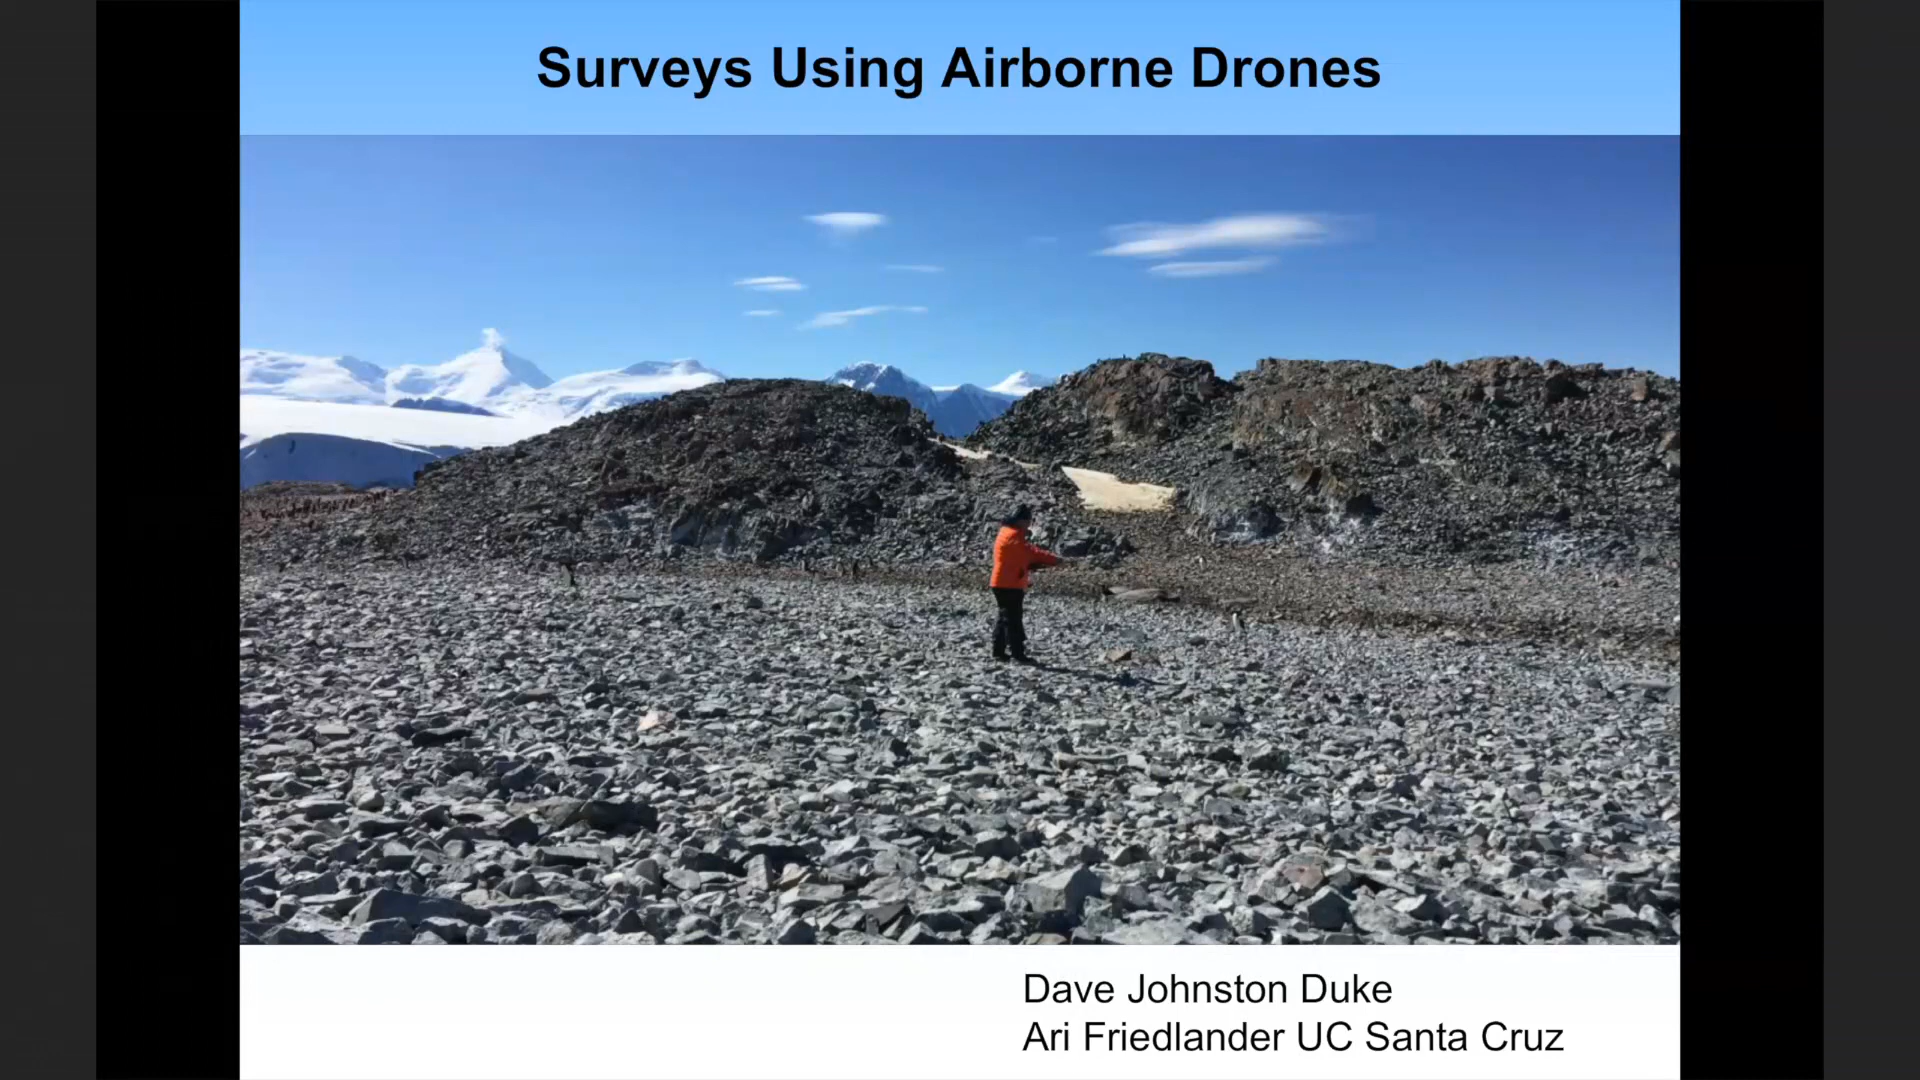 Surveys Using Airborne Drones
Dave Johnston Duke
Ari Friedlander UC Santa Cruz